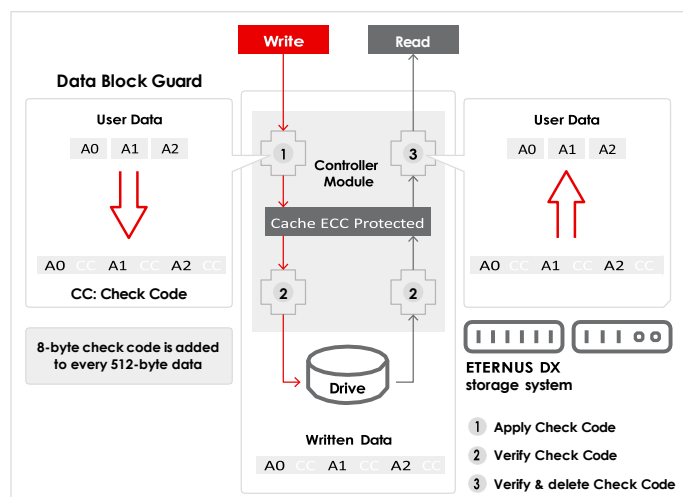 Write
Read
Data Block Guard
User Data
A0 A1 A2
A0 CC A1 CC A2 CC
CC: Check Code
8-byte check code is added
to every 512-byte data
1
3
Controller
Module
Cache ECC Protected
2
2
Drive
Written Data
A0 CC A1 CC A2 CC
User Data
A0 A1 A2
A0 CC A1 CC A2 CC
ETERNUS DX
storage system
1 Apply Check Code
2 Verify Check Code
3 Verify & delete Check Code